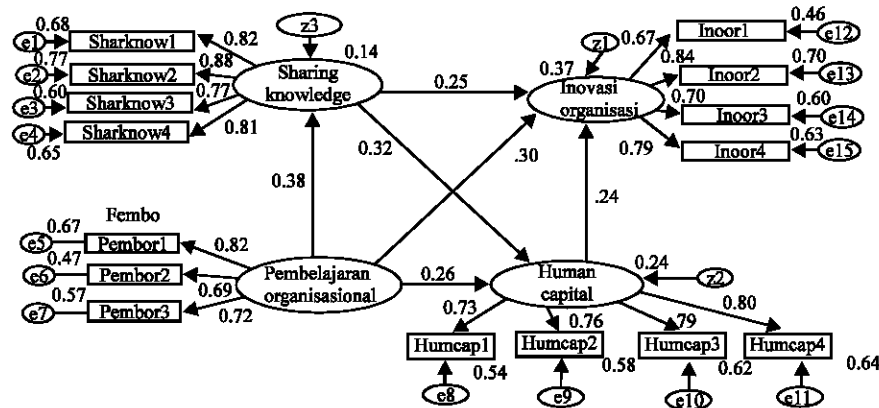 0.68
e1
Sharknow1
0.82
z3
0.14
0.77
e2
Sharknow2
0.88
Sharing
knowledge
0.60
e3
Sharknow3
0.77
e4
Sharknow4
0.81
0.65
0.25
z1
0.67
Inoor1
0.46
e12
0.37
Inovasi
organisasi
0.84
Inoor2
0.70
e13
0.70
Inoor3
0.60
e14
0.79
Inoor4
0.63
e15
0.38
0.32
.30
.24
Fembo
0.67
e5
Pembor1
0.82
0.47
e6
Pembor2
0.69
0.57
e7
Pembor3
0.72
Pembelajaran
organisasional
0.26
Human
capital
0.24
z2
0.73
0.76
.79
0.80
Humcap1
Humcap2
Humcap3
Humcap4
0.54
0.58
0.62
0.64
e8
e9
e10
e11